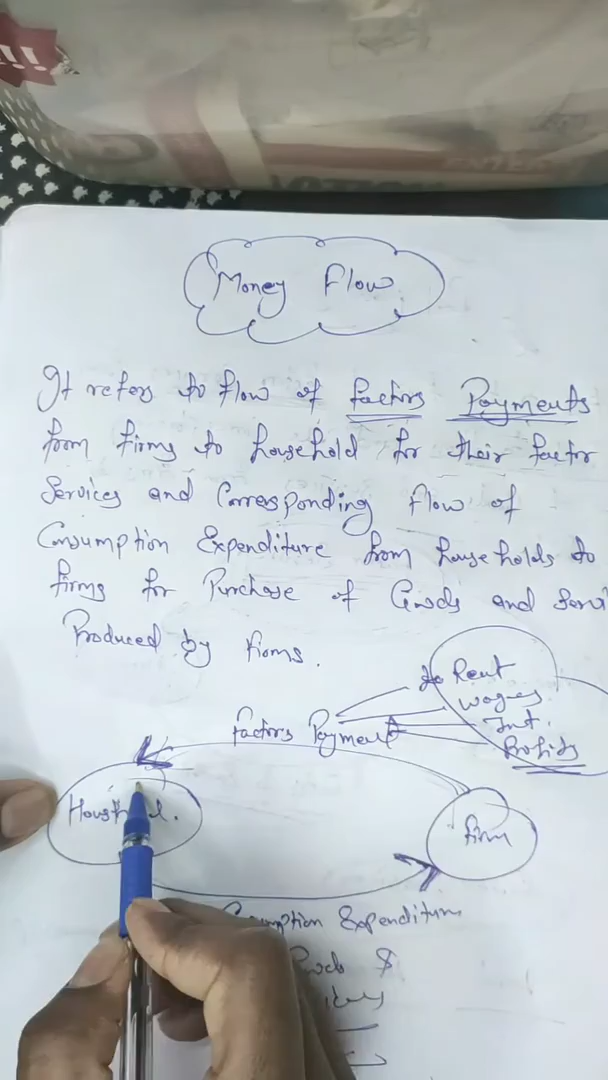 Money Flow
It refers to flow of factors Payments
from firms to household for their factor
Services and Corresponding flow of
Consumption Expenditure from households to
firms for Purchase of Goods and Servi
Produced by firms.
Rent
wages
Int.
Profits
factors Payment
firm
Expenditure